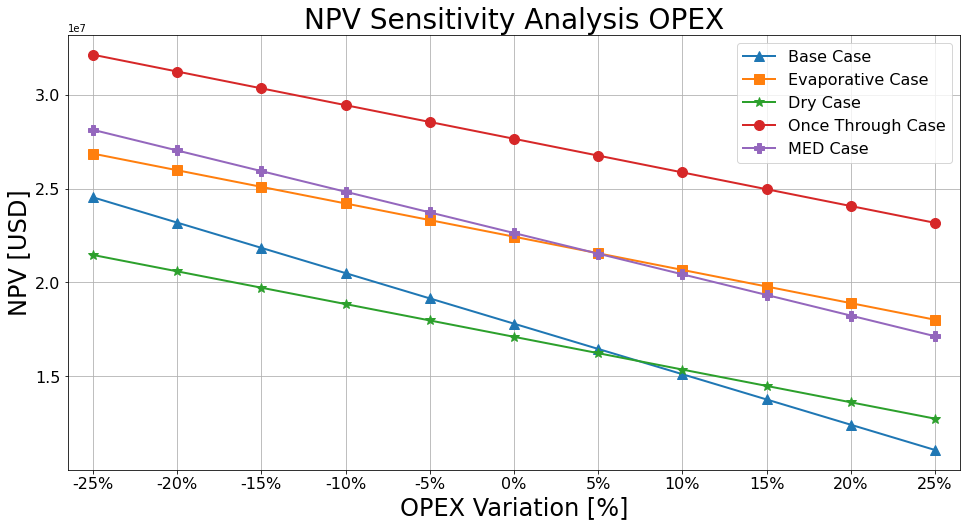 NPV Sensitivity Analysis OPEX
1e7
Base Case
Evaporative Case
Dry Case
Once Through Case
MED Case
3.0
2.5
2.0
1.5
NPV [USD]
-25% -20% -15% -10% -5% 0% 5% 10% 15% 20% 25%
OPEX Variation [%]